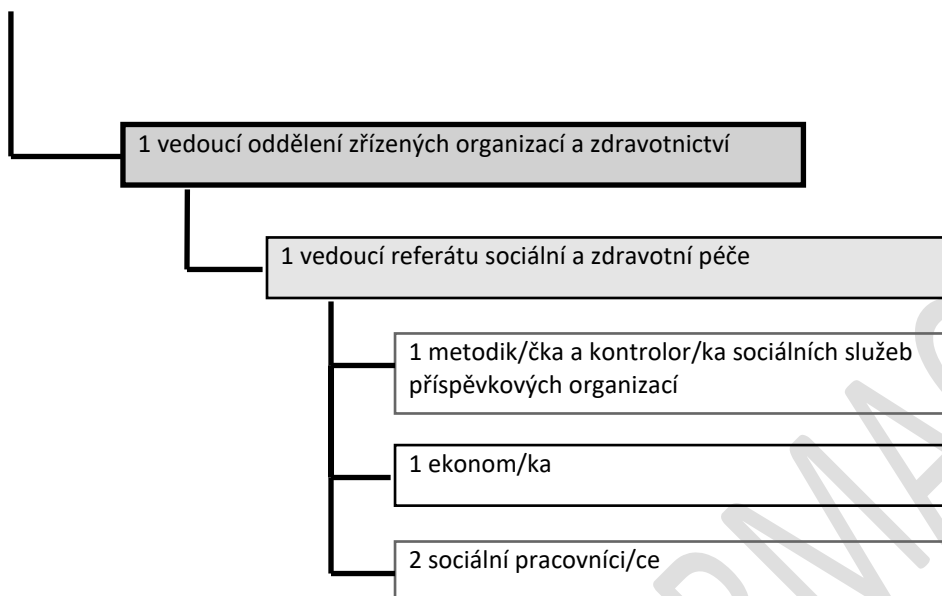 1 vedoucí oddělení zřízených organizací a zdravotnictví
1 vedoucí referátu sociální a zdravotní péče
1 metodik/čka a kontrolor/ka sociálních služeb
příspěvkových organizací
1 ekonom/ka
2 sociální pracovníci/ce